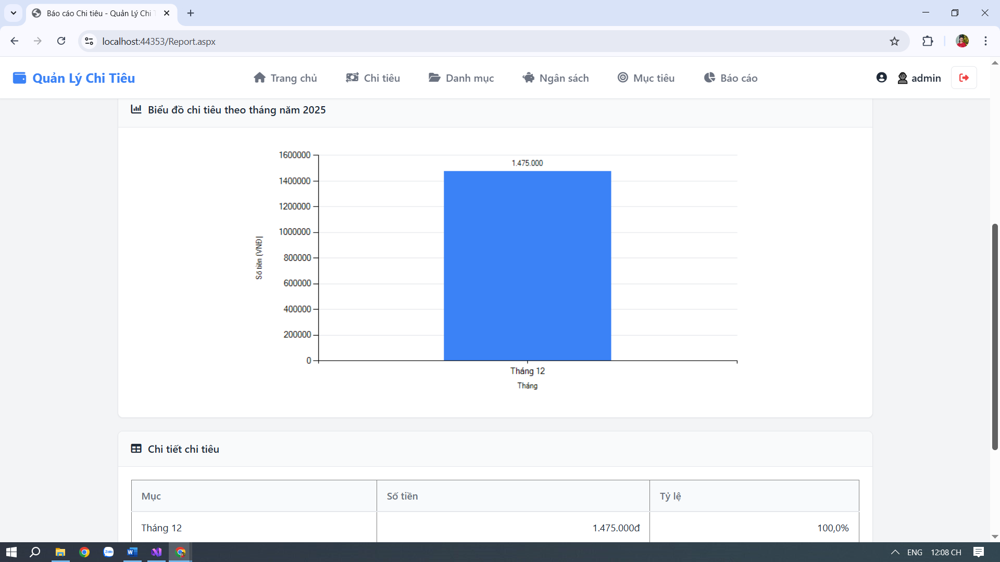 Báo cáo Chi tiêu - Quản Lý Chi
localhost:44353/Report.aspx
Quản Lý Chi Tiêu
Trang chủ
Chi tiêu
Danh mục
Ngân sách
Mục tiêu
Báo cáo
admin
Biểu đồ chi tiêu theo tháng năm 2025
1600000
1400000
1200000
1000000
800000
600000
400000
200000
0
Số tiền (VNĐ)
1.475.000
Tháng 12
Tháng
Chi tiết chi tiêu
Mục Số tiền Tỷ lệ
Tháng 12 1.475.000đ 100,0%
Zalo
W
ENG 12:08 CH